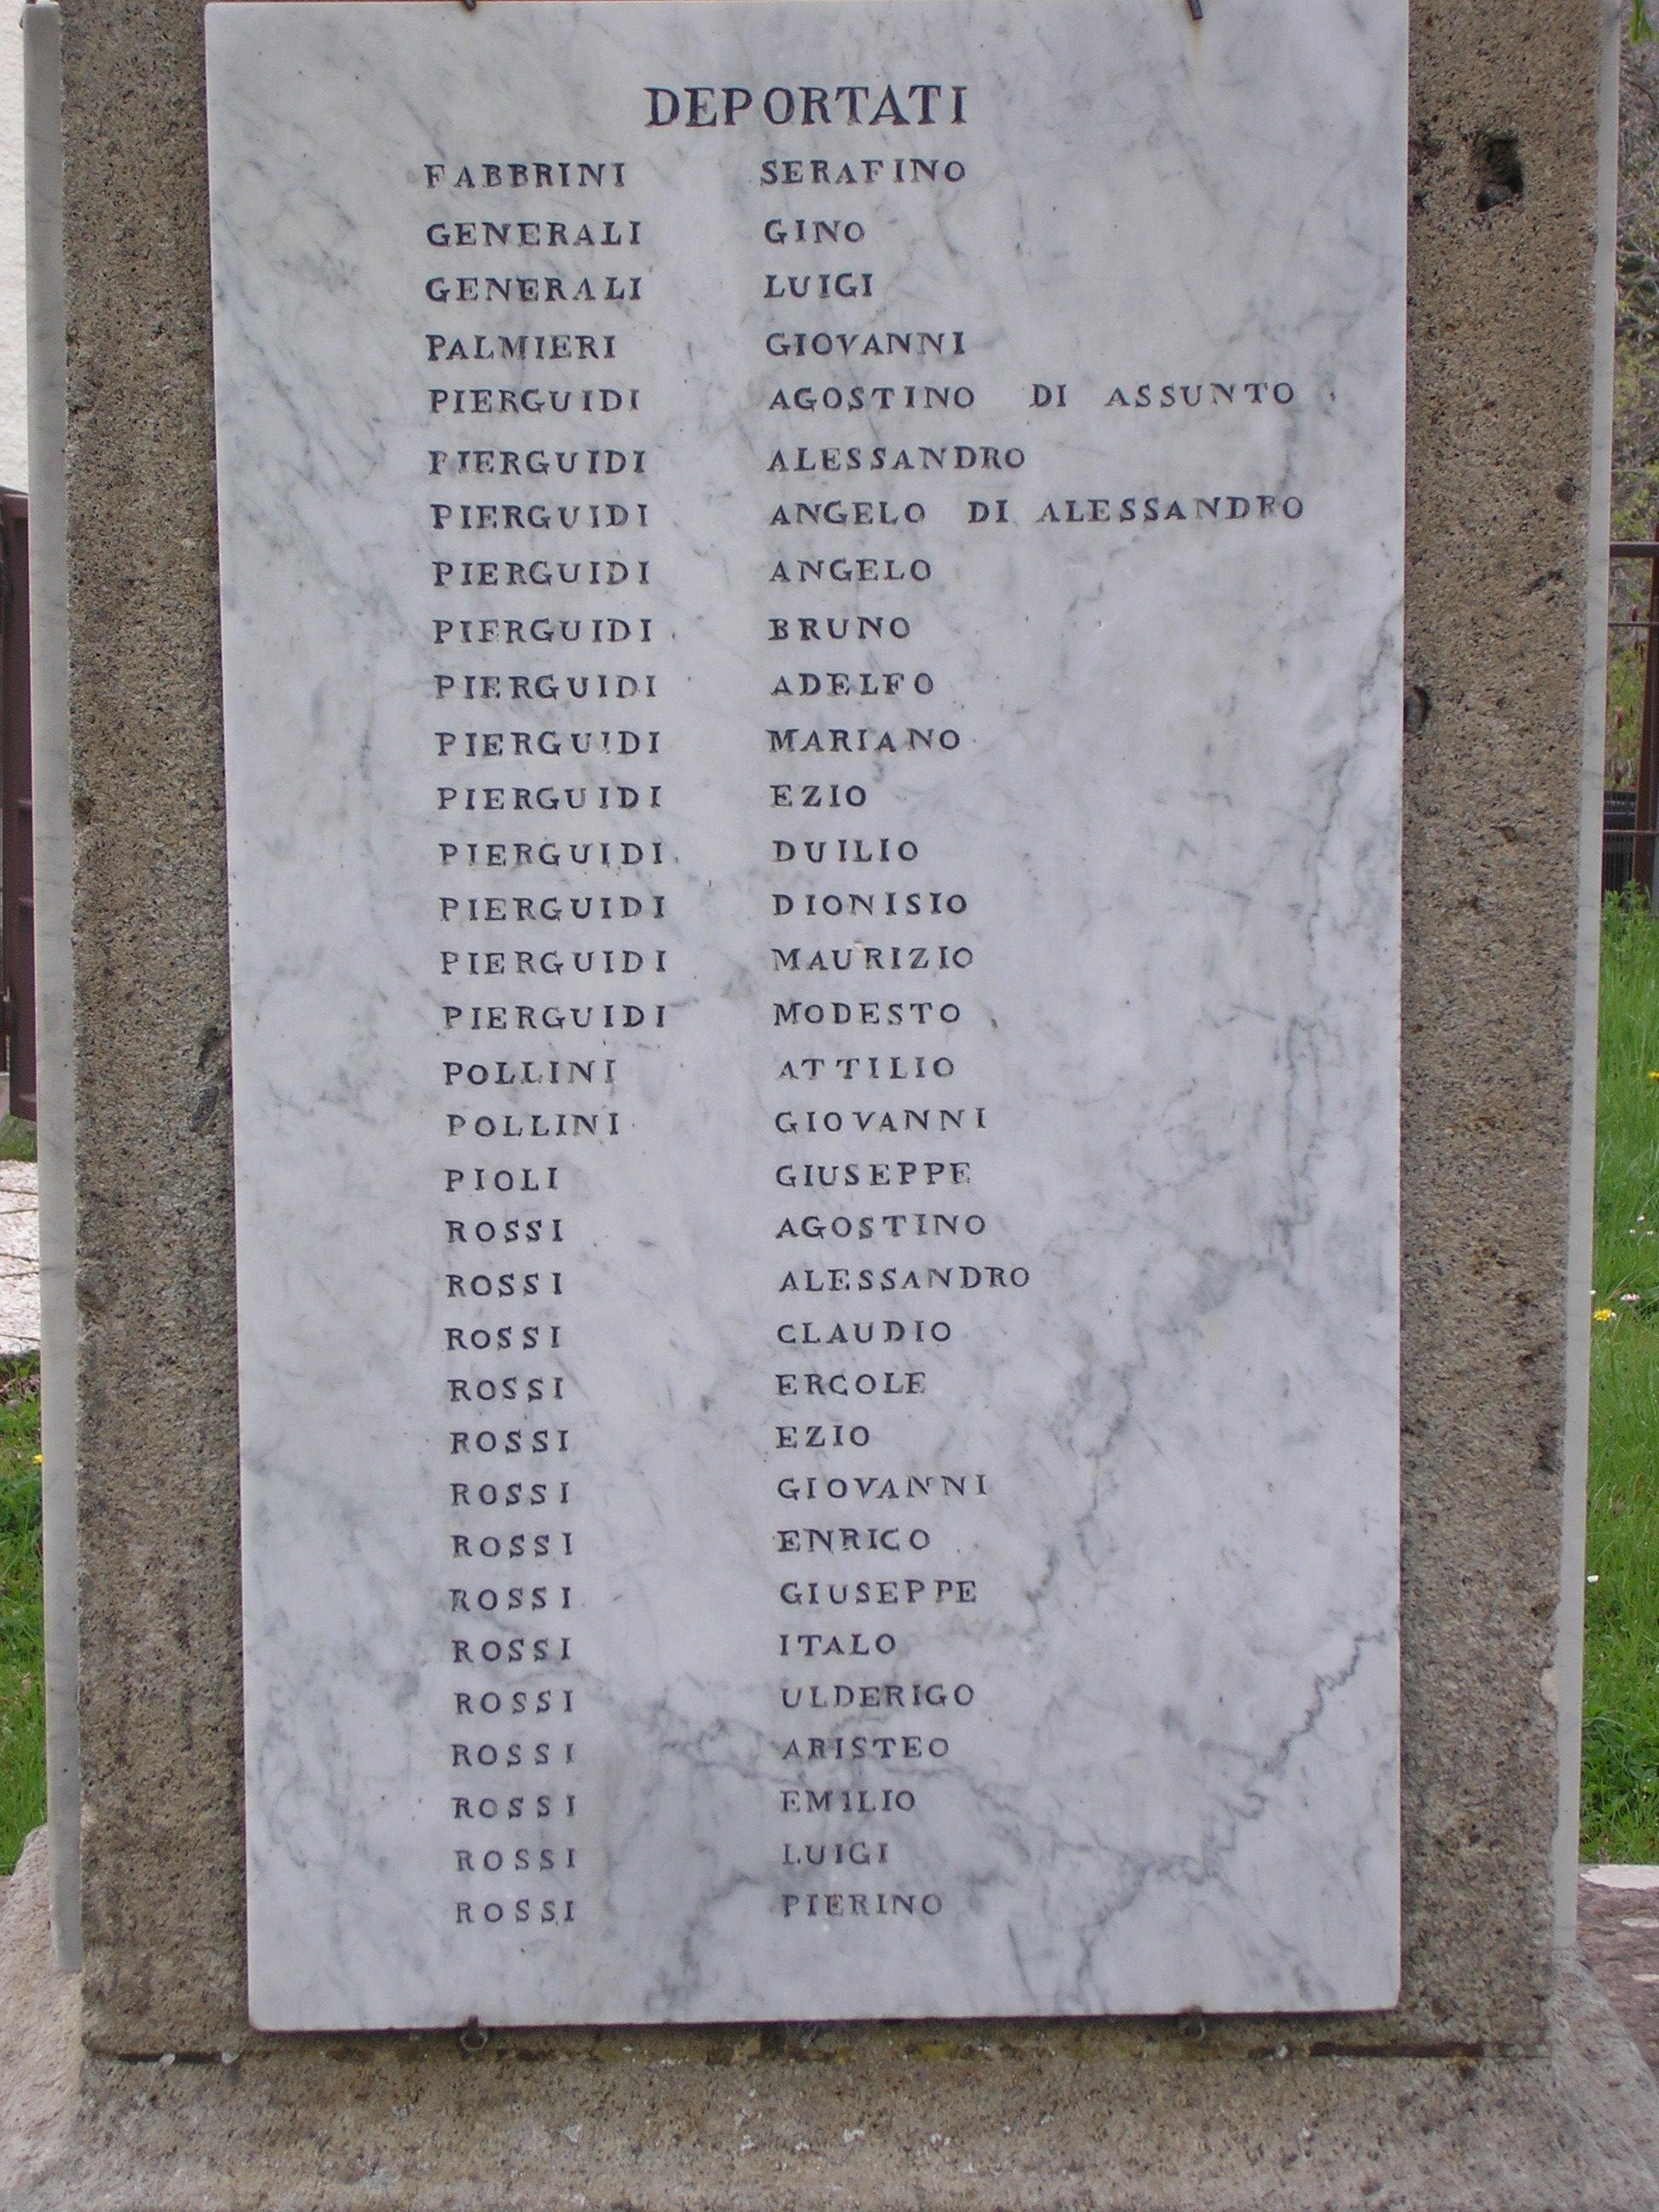 DEPORTATI
FABBRINI SERAFINO
GENERALI GINO
GENERALI LUIGI
PALMIERI GIOVANNI
PIERGUIDI AGOSTINO DI ASSUNTO
PIERGUIDI ALESSANDRO
PIERGUIDI ANGELO DI ALESSANDRO
PIERGUIDI ANGELO
PIERGUIDI BRUNO
PIERGUIDI ADELFO
PIERGUIDI MARIANO
PIERGUIDI EZIO
PIERGUIDI DUILIO
PIERGUIDI DIONISIO
PIERGUIDI MAURIZIO
PIERGUIDI MODESTO
POLLINI ATTILIO
POLLINI GIOVANNI
PIOLI GIUSEPPE
ROSSI AGOSTINO
ROSSI ALESSANDRO
ROSSI CLAUDIO
ROSSI ERCOLE
ROSSI EZIO
ROSSI GIOVANNI
ROSSI ENRICO
ROSSI GIUSEPPE
ROSSI ITALO
ROSSI ULDERIGO
ROSSI ARISTEO
ROSSI EMILIO
ROSSI LUIGI
ROSSI PIERINO